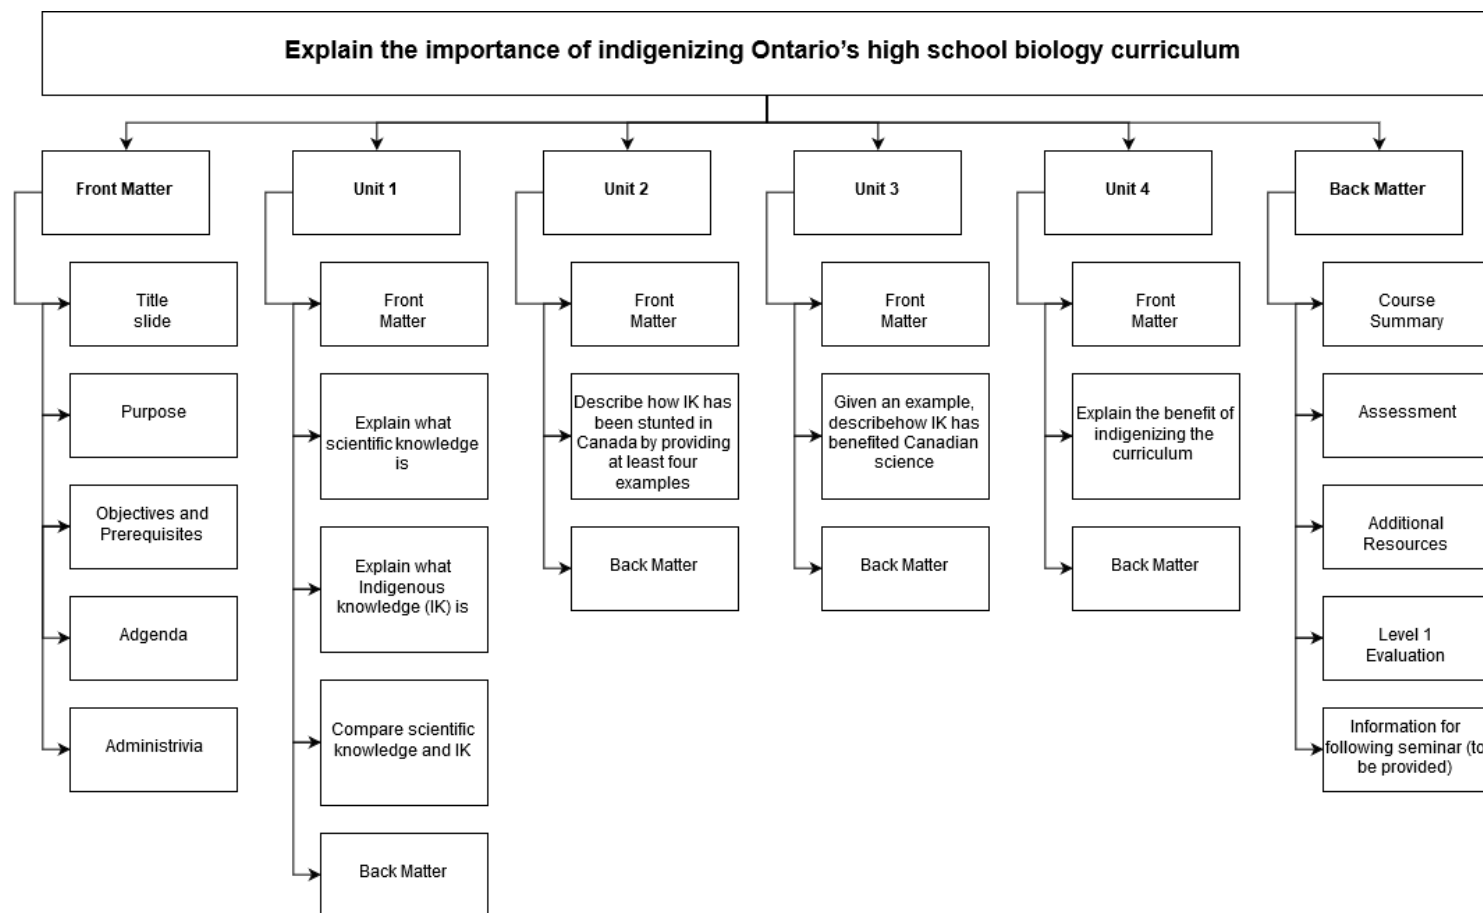 Explain the importance of indigenizing Ontario's high school biology curriculum
Front Matter
Unit 1
Unit 2
Unit 3
Unit 4
Back Matter
Title
slide
Purpose
Objectives and
Prerequisites
Adgenda
Administrivia
Front
Matter
Explain what
scientific knowledge
is
Explain what
Indigenous
knowledge (IK) is
Compare scientific
knowledge and IK
Back Matter
Front
Matter
Describe how IK has
been stunted in
Canada by providing
at least four
examples
Back Matter
Front
Matter
Given an example,
describehow IK has
benefited Canadian
science
Back Matter
Front
Matter
Explain the benefit of
indigenizing the
curriculum
Back Matter
Course
Summary
Assessment
Additional
Resources
Level 1
Evaluation
Information for
following seminar (to
be provided)